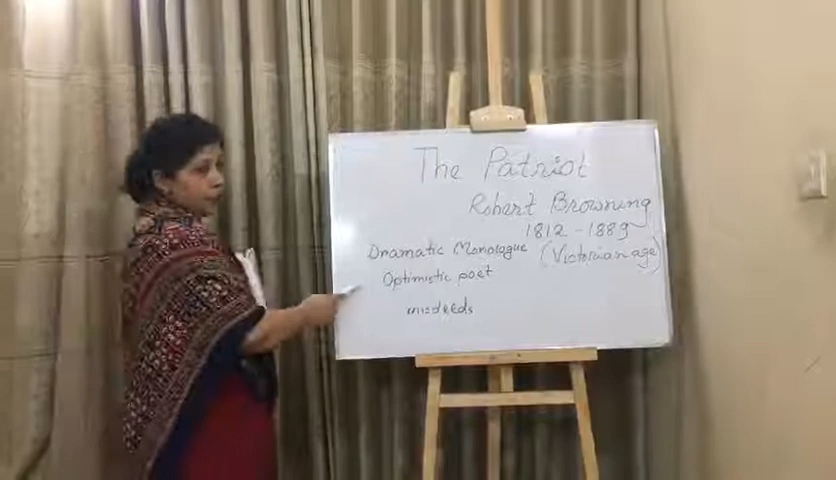 The Patriot
Robert Browning
1812 - 1889
Dramatic Monologue (Victorian age)
Optimistic poet
misdeeds